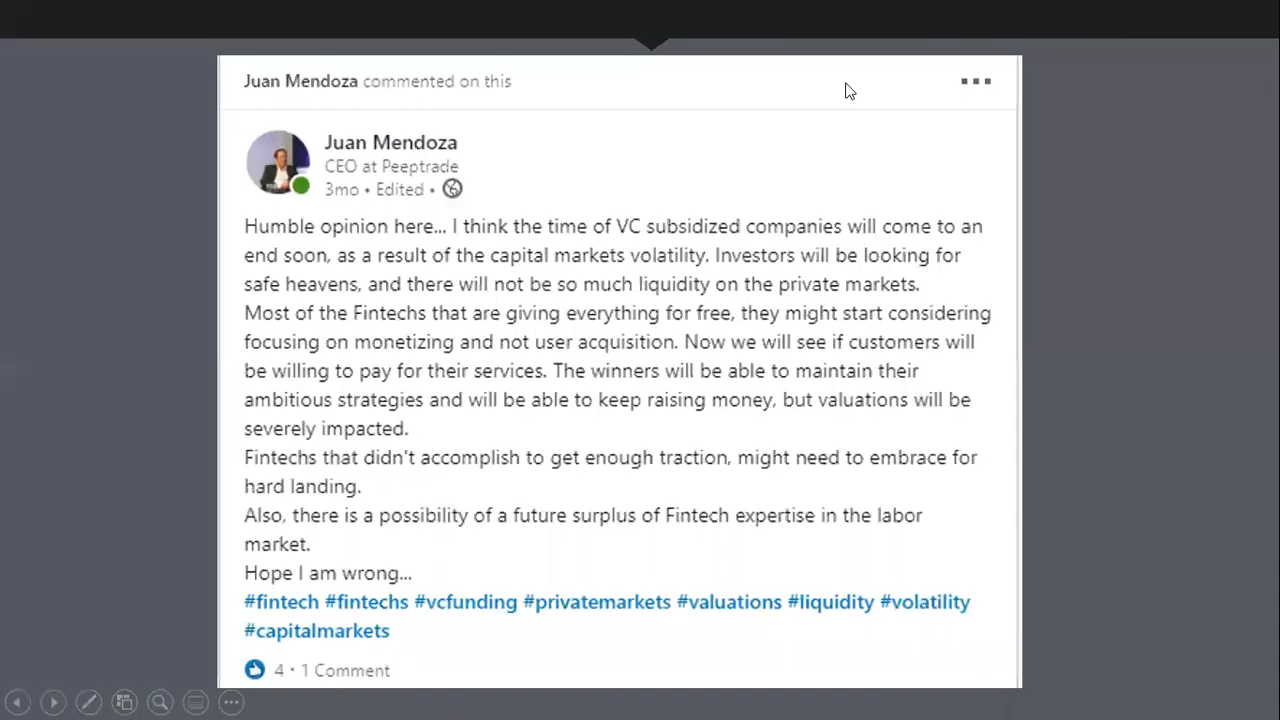 Juan Mendoza commented on this
Juan Mendoza
CEO at Peeptrade
3mo • Edited •
Humble opinion here... I think the time of VC subsidized companies will come to an
end soon, as a result of the capital markets volatility. Investors will be looking for
safe heavens, and there will not be so much liquidity on the private markets.
Most of the Fintechs that are giving everything for free, they might start considering
focusing on monetizing and not user acquisition. Now we will see if customers will
be willing to pay for their services. The winners will be able to maintain their
ambitious strategies and will be able to keep raising money, but valuations will be
severely impacted.
Fintechs that didn't accomplish to get enough traction, might need to embrace for
hard landing.
Also, there is a possibility of a future surplus of Fintech expertise in the labor
market.
Hope I am wrong...
#fintech #fintechs #vcfunding #privatemarkets #valuations #liquidity #volatility
#capitalmarkets
4 • 1 Comment